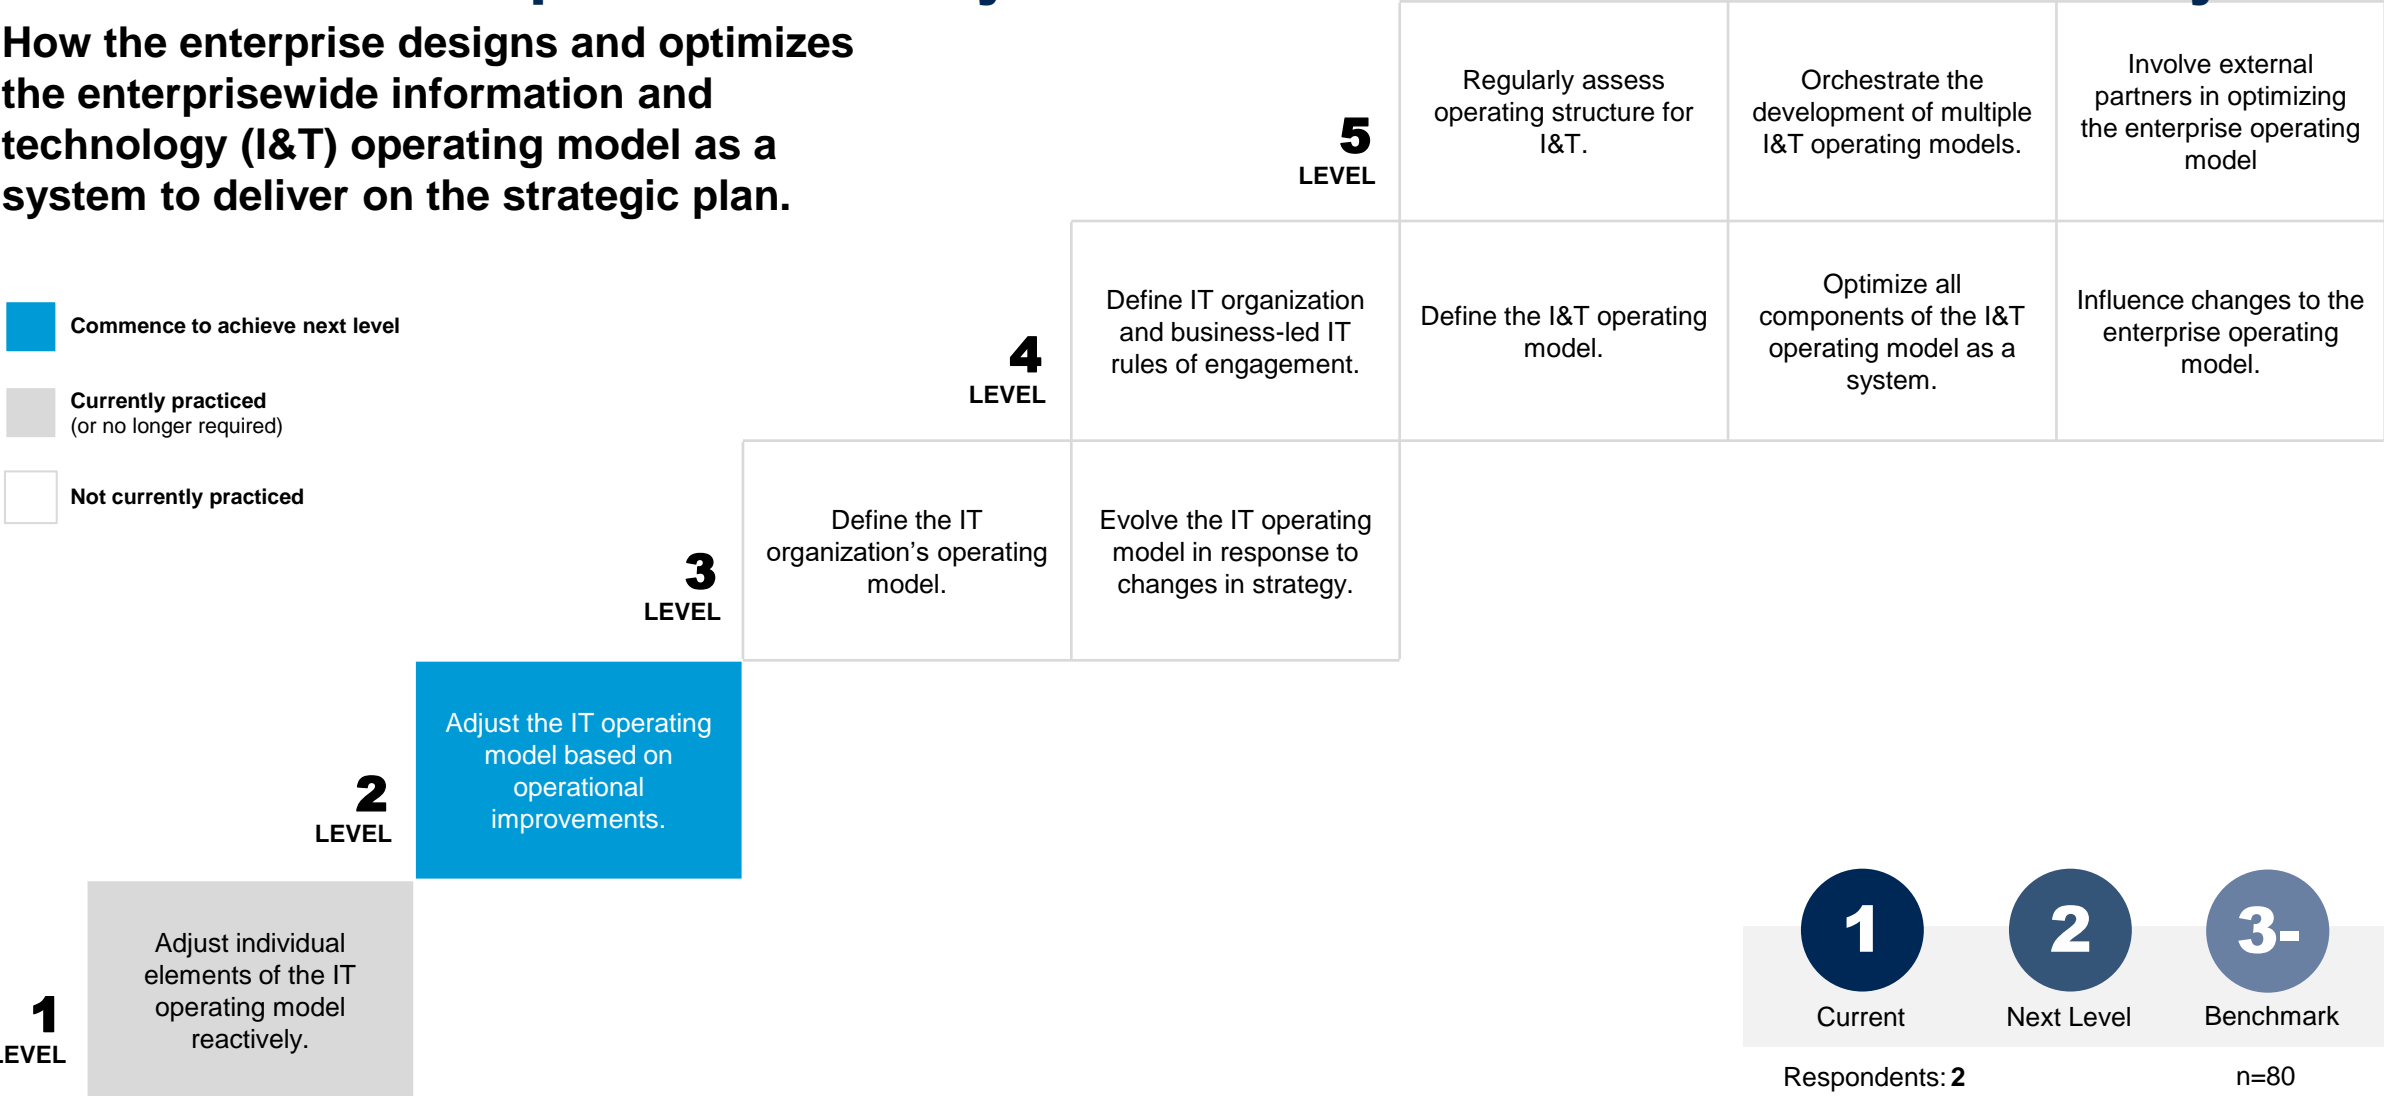 How the enterprise designs and optimizes
the enterprisewide information and
technology (I&T) operating model as a
system to deliver on the strategic plan.
Commence to achieve next level
Currently practiced
(or no longer required)
Not currently practiced
5
LEVEL
Regularly assess
operating structure for
I&T.
Orchestrate the
development of multiple
I&T operating models.
Involve external
partners in optimizing
the enterprise operating
model
4
LEVEL
Define IT organization
and business-led IT
rules of engagement.
Define the I&T operating
model.
Optimize all
components of the I&T
operating model as a
system.
Influence changes to the
enterprise operating
model.
3
LEVEL
Define the IT
organization’s operating
model.
Evolve the IT operating
model in response to
changes in strategy.
2
LEVEL
Adjust the IT operating
model based on
operational
improvements.
1
LEVEL
Adjust individual
elements of the IT
operating model
reactively.
1
Current
2
Next Level
3-
Benchmark
Respondents: 2
n=80